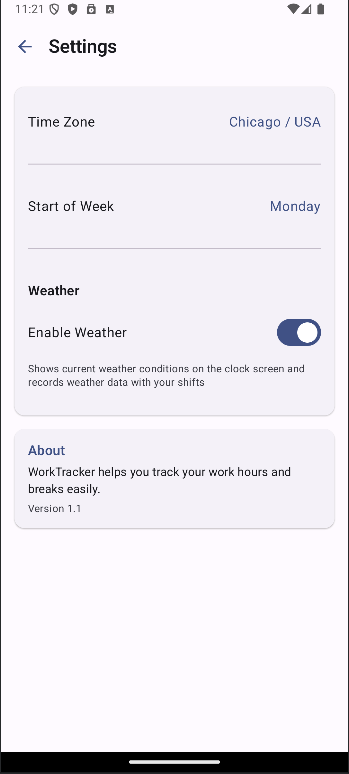 11:21
Settings
Time Zone
Chicago / USA
Start of Week
Monday
Weather
Enable Weather
Shows current weather conditions on the clock screen and
records weather data with your shifts
About
WorkTracker helps you track your work hours and
breaks easily.
Version 1.1